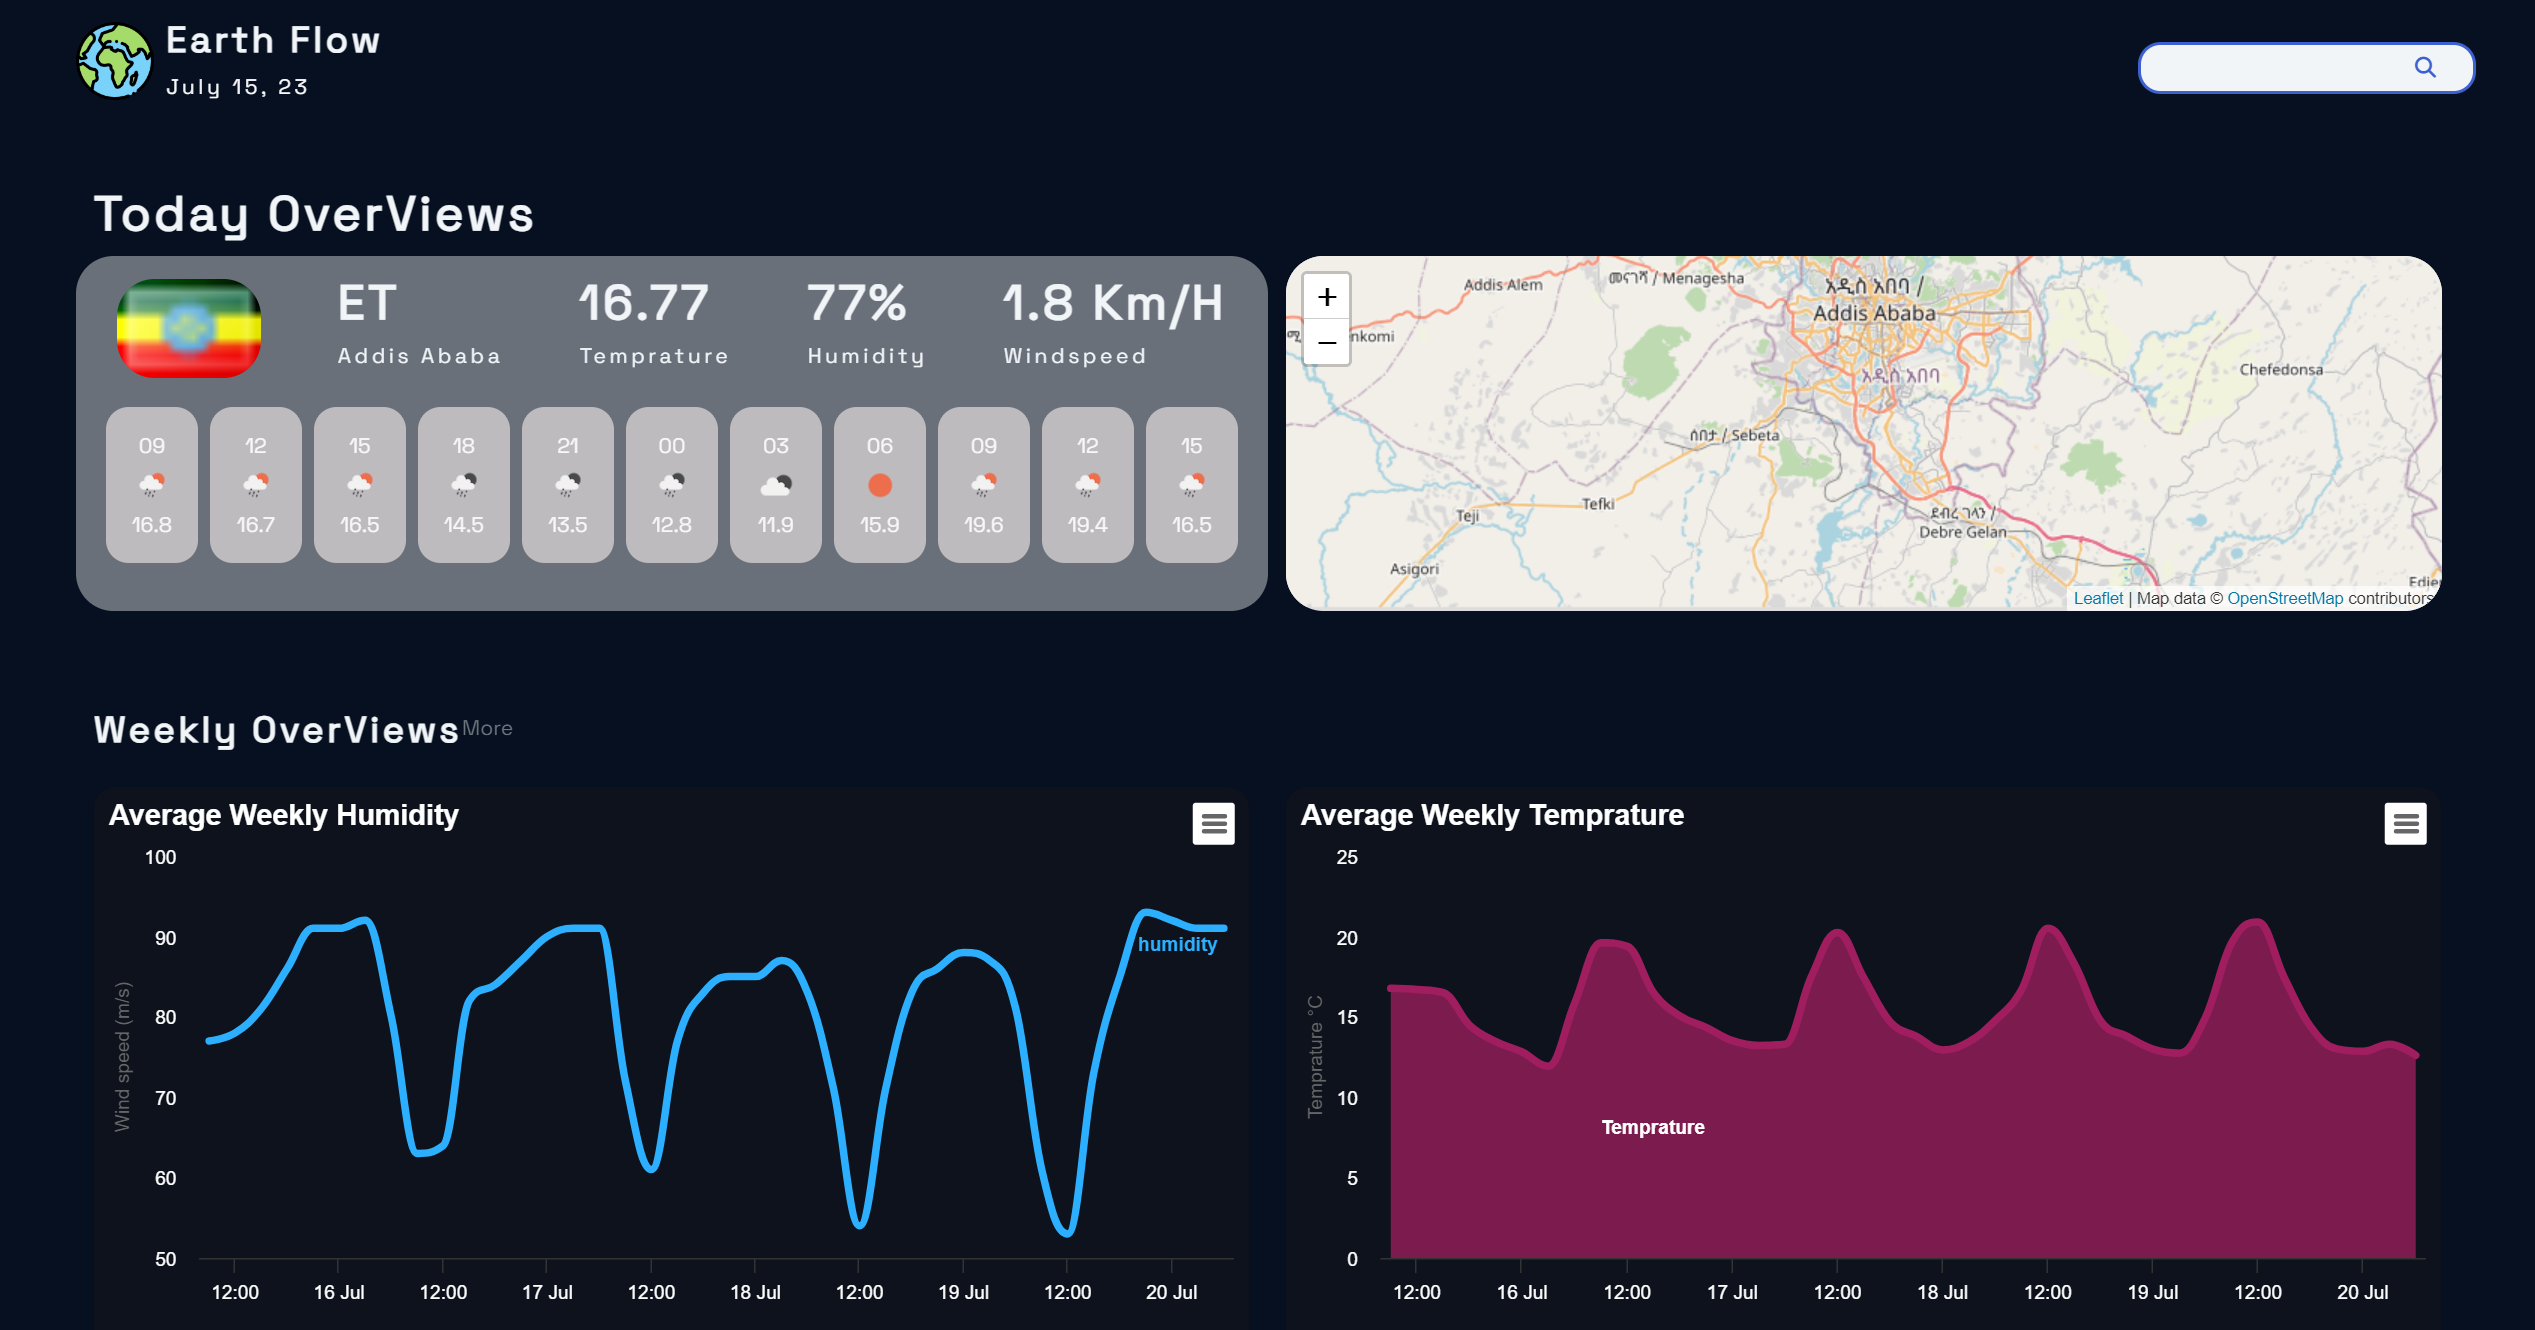 Earth Flow
July 15, 23
Today OverViews
ET
Addis Ababa
16.77
Temprature
77%
Humidity
1.8 Km/H
Windspeed
09 12 15 18 21 00 03 06 09 12 15
16.8 16.7 16.5 14.5 13.5 12.8 11.9 15.9 19.6 19.4 16.5
+
−
Addis Alem
መናገሻ / Menagesha
አዲስ አበባ /
Addis Ababa
enkomi
አዲስ አበባ
Chefedonsa
ሰበታ / Sebeta
Tefki
Teji
Debre Gelan
Asigori
Edier
Leaflet | Map data © OpenStreetMap contributors
Weekly OverViews More
Average Weekly Humidity
100
90
80
70
60
50
Wind speed (m/s)
humidity
12:00 16 Jul 12:00 17 Jul 12:00 18 Jul 12:00 19 Jul 12:00 20 Jul
Average Weekly Temprature
25
20
15
10
5
0
Temprature °C
Temprature
12:00 16 Jul 12:00 17 Jul 12:00 18 Jul 12:00 19 Jul 12:00 20 Jul